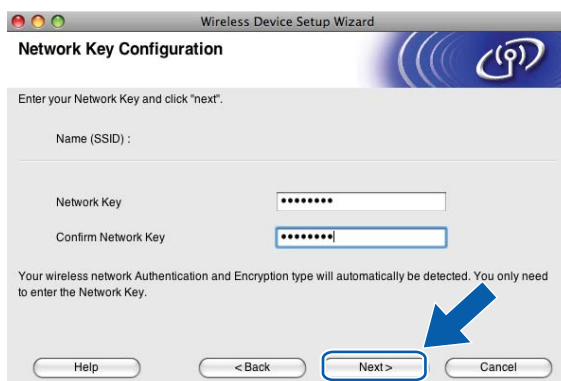 Wireless Device Setup Wizard
Network Key Configuration
Enter your Network Key and click "next".
Name (SSID) :
Network Key ••••••••
Confirm Network Key ••••••••
Your wireless network Authentication and Encryption type will automatically be detected. You only need
to enter the Network Key.
Help < Back Next > Cancel